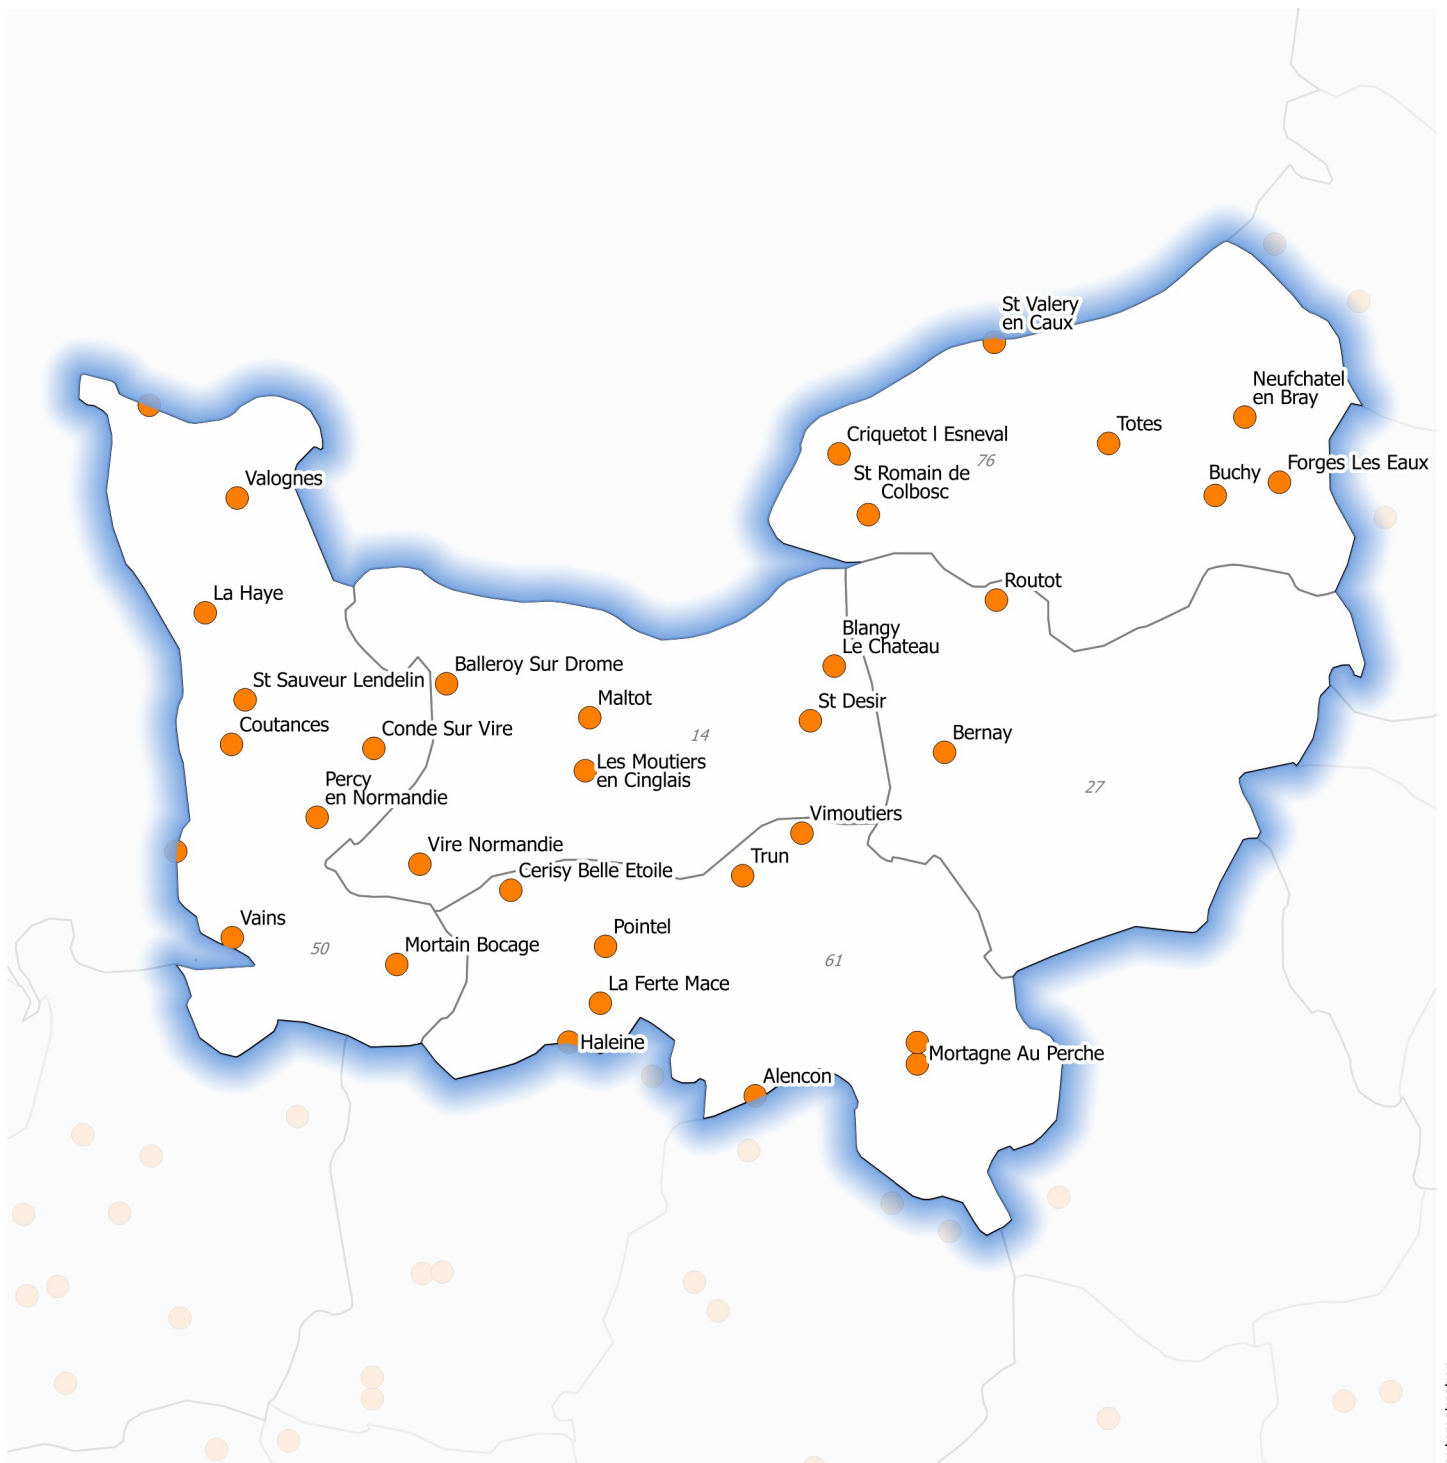 St Valery
en Caux
Neufchatel
en Bray
Criquetot l Esneval
Totes
76
Forges Les Eaux
St Romain de
Colbosc
Buchy
Valognes
La Haye
Routot
Blangy
Le Chateau
Balleroy Sur Drome
St Sauveur Lendelin
Maltot
St Desir
Coutances
Conde Sur Vire
14
Bernay
Les Moutiers
en Cinglais
Percy
en Normandie
27
Vimoutiers
Vire Normandie
Trun
Cerisy Belle Etoile
Vains
Pointel
50
Mortain Bocage
61
La Ferte Mace
Haleine
Mortagne Au Perche
Alencon